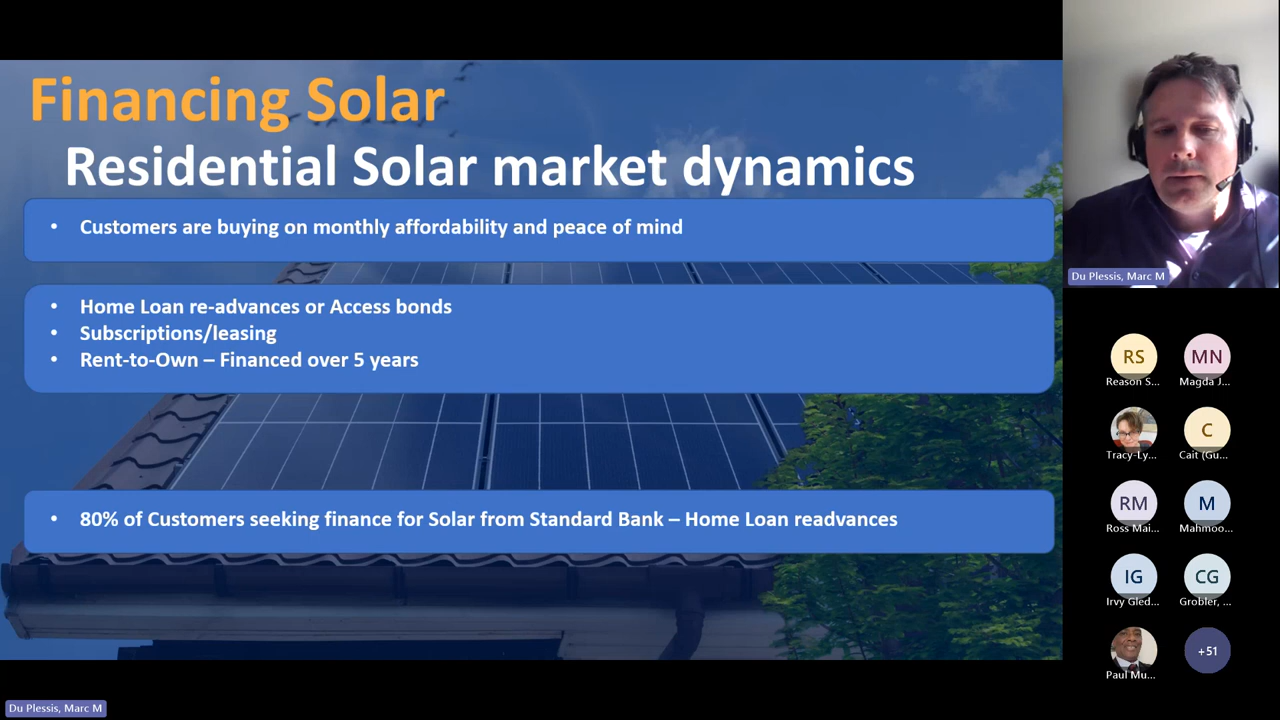 Financing Solar
Residential Solar market dynamics
• Customers are buying on monthly affordability and peace of mind
• Home Loan re-advances or Access bonds
• Subscriptions/leasing
• Rent-to-Own – Financed over 5 years
• 80% of Customers seeking finance for Solar from Standard Bank – Home Loan readvances
Du Plessis, Marc M
RS
MN
Reason S...
Magda J...
C
Tracy-Ly...
Cait (Gu...
RM
M
Ross Mai...
Mahmoo...
IG
CG
Irvy Gled...
Grobler, ...
+51
Paul Mu...
Du Plessis, Marc M